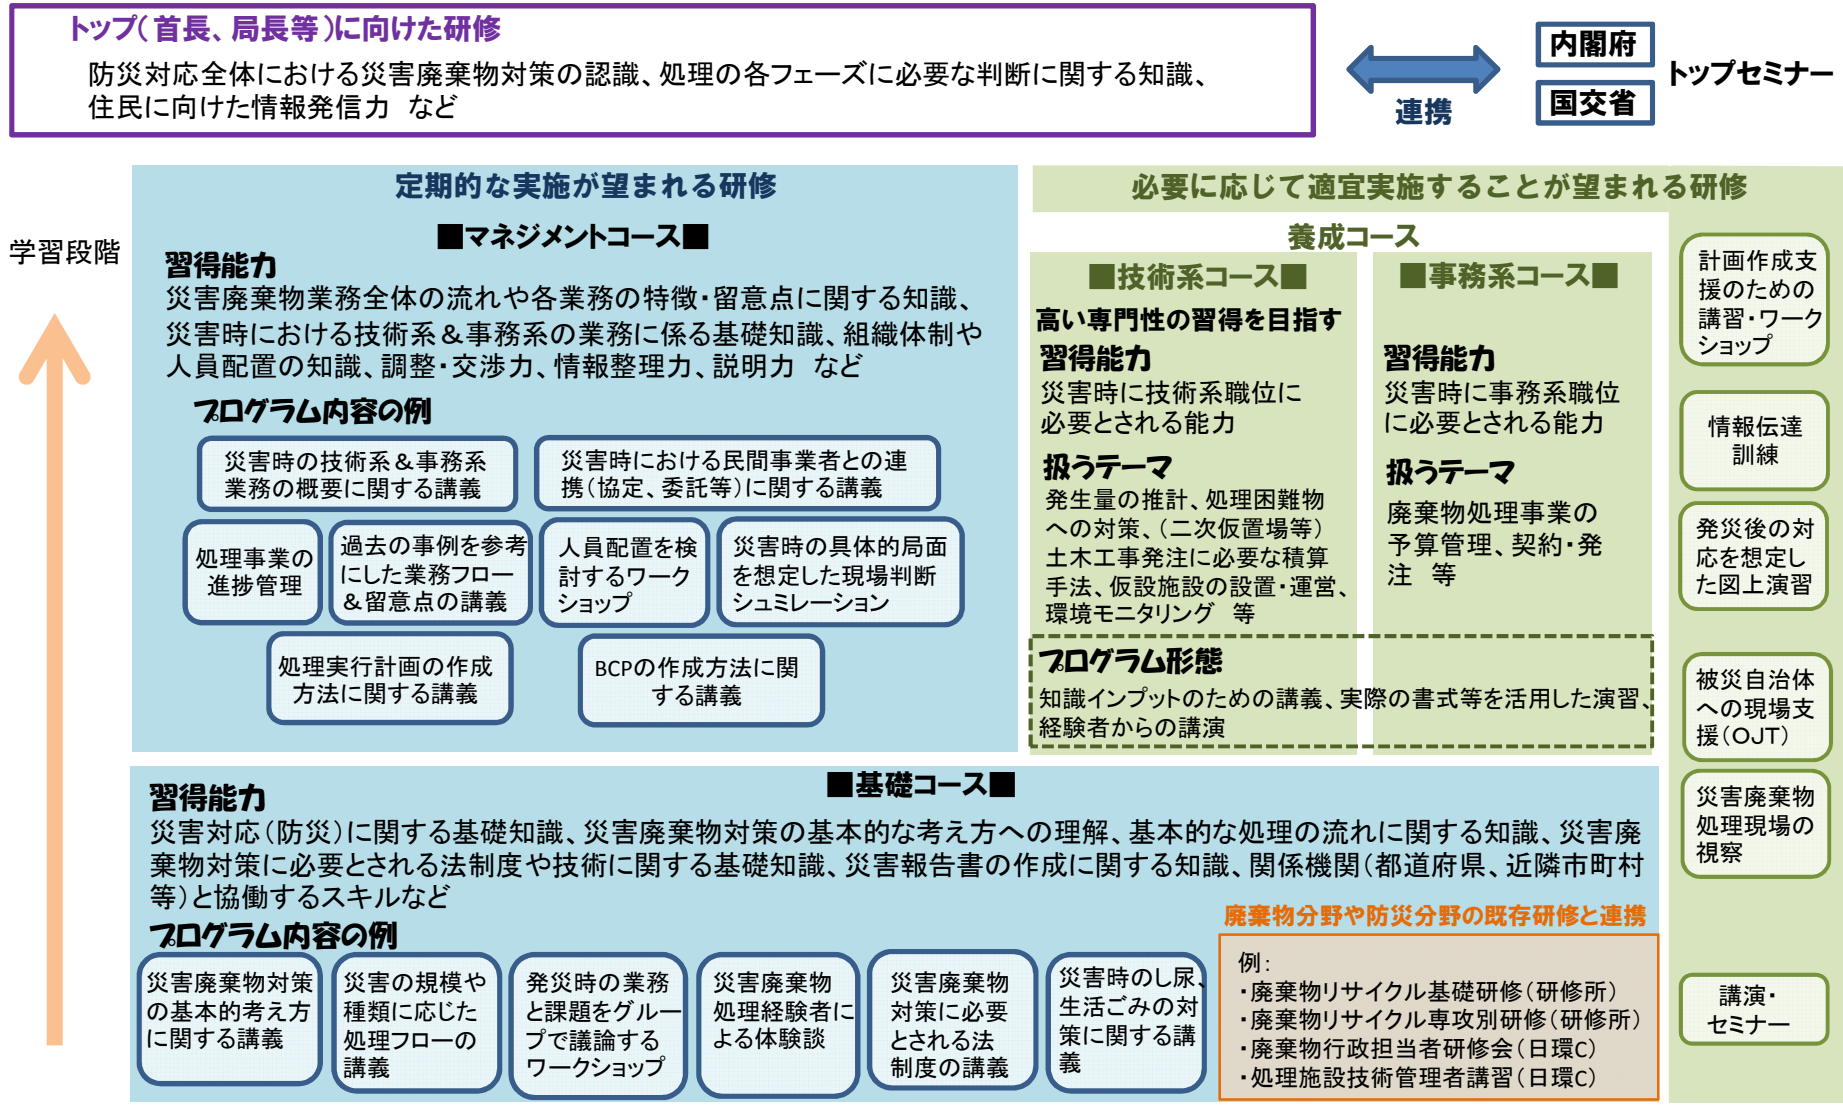 トップ(首長、局長等)に向けた研修
防災対応全体における災害廃棄物対策の認識、処理の各フェーズに必要な判断に関する知識、
住民に向けた情報発信力 など
連携
内閣府
国交省
トップセミナー
学習段階
定期的な実施が望まれる研修
■マネジメントコース■
習得能力
災害廃棄物業務全体の流れや各業務の特徴・留意点に関する知識、
災害時における技術系&事務系の業務に係る基礎知識、組織体制や
人員配置の知識、調整・交渉力、情報整理力、説明力 など
プログラム内容の例
災害時の技術系&事務系
業務の概要に関する講義
災害時における民間事業者との連
携(協定、委託等)に関する講義
処理事業の
進捗管理
過去の事例を参考
にした業務フロー
&留意点の講義
人員配置を検
討するワーク
ショップ
災害時の具体的局面
を想定した現場判断
シュミレーション
処理実行計画の作成
方法に関する講義
BCPの作成方法に関
する講義
必要に応じて適宜実施することが望まれる研修
養成コース
■技術系コース■
高い専門性の習得を目指す
習得能力
災害時に技術系職位に
必要とされる能力
扱うテーマ
発生量の推計、処理困難物
への対策、(二次仮置場等)
土木工事発注に必要な積算
手法、仮設施設の設置・運営、
環境モニタリング 等
■事務系コース■
習得能力
災害時に事務系職位
に必要とされる能力
扱うテーマ
廃棄物処理事業の
予算管理、契約・発
注 等
プログラム形態
知識インプットのための講義、実際の書式等を活用した演習、
経験者からの講演
計画作成支
援のための
講習・ワーク
ショップ
情報伝達
訓練
発災後の対
応を想定し
た図上演習
被災自治体
への現場支
援(OJT)
災害廃棄物
処理現場の
視察
講演・
セミナー
■基礎コース■
習得能力
災害対応(防災)に関する基礎知識、災害廃棄物対策の基本的な考え方への理解、基本的な処理の流れに関する知識、災害廃
棄物対策に必要とされる法制度や技術に関する基礎知識、災害報告書の作成に関する知識、関係機関(都道府県、近隣市町村
等)と協働するスキルなど
プログラム内容の例
災害廃棄物対策
の基本的考え方
に関する講義
災害の規模や
種類に応じた
処理フローの
講義
発災時の業務
と課題をグルー
プで議論する
ワークショップ
災害廃棄物
処理経験者に
よる体験談
災害廃棄物
対策に必要
とされる法
制度の講義
災害時のし尿、
生活ごみの対
策に関する講
義
廃棄物分野や防災分野の既存研修と連携
例:
・廃棄物リサイクル基礎研修(研修所)
・廃棄物リサイクル専攻別研修(研修所)
・廃棄物行政担当者研修会(日環C)
・処理施設技術管理者講習(日環C)